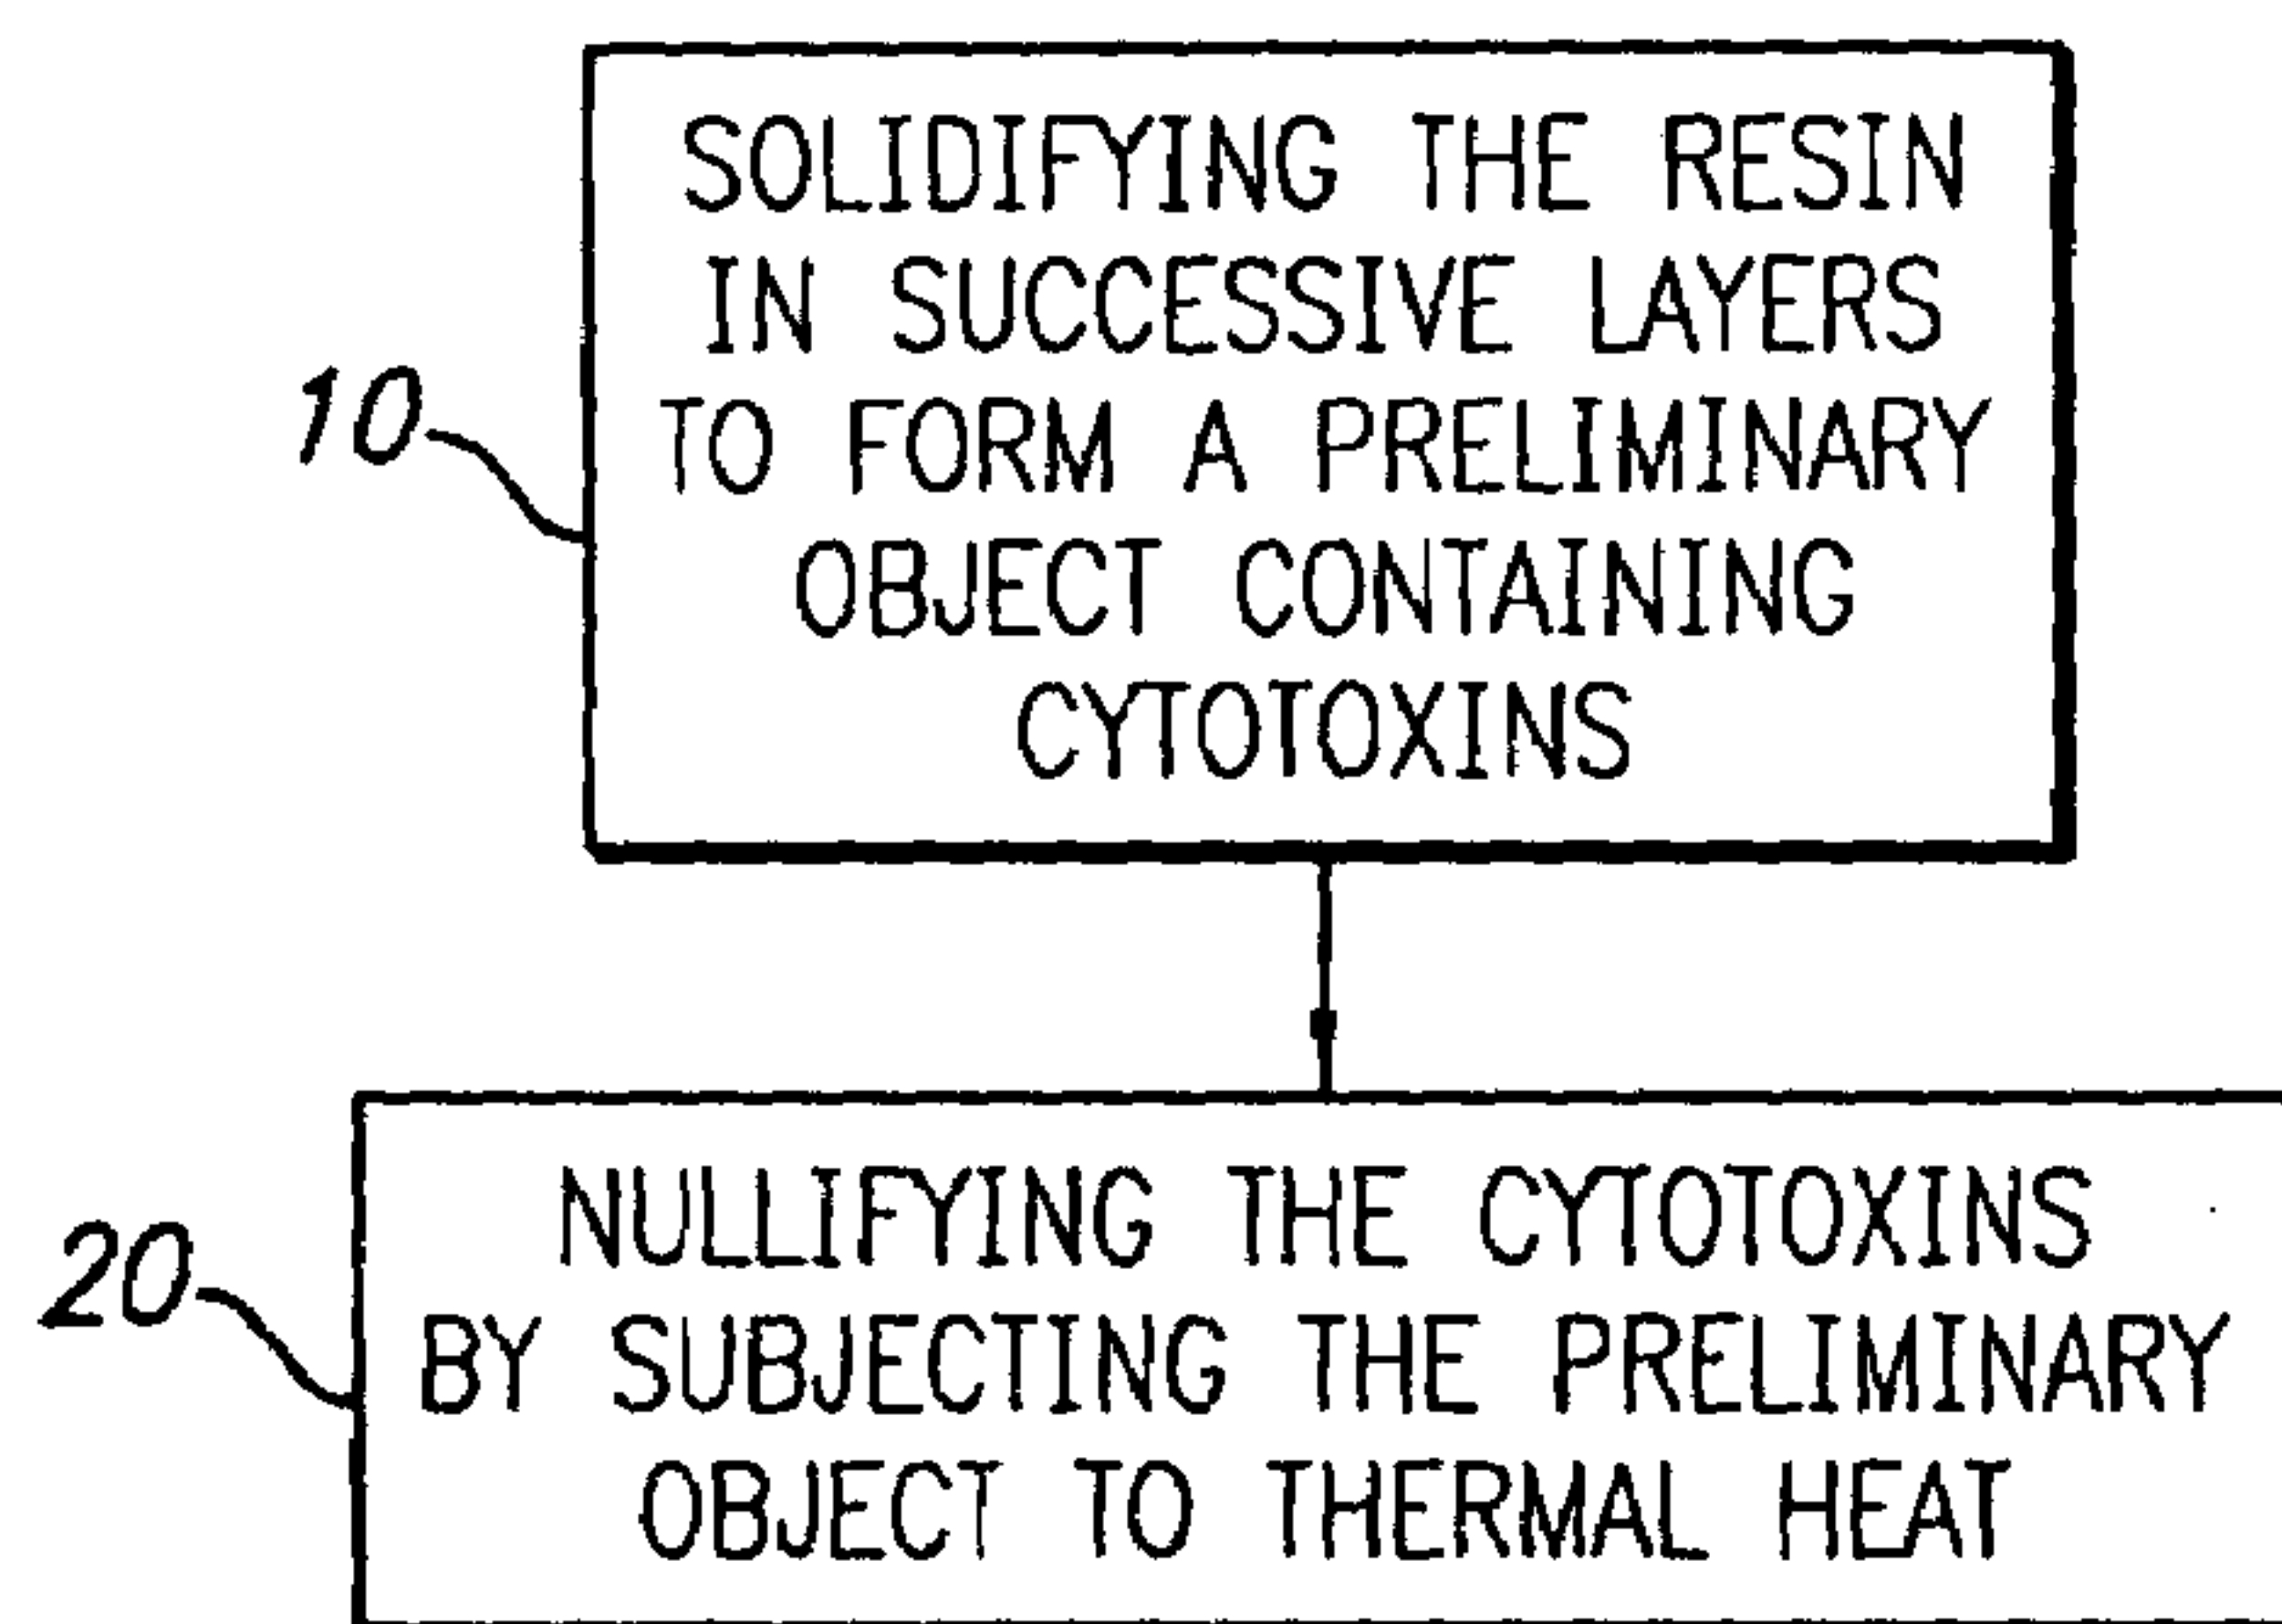 SOLIDIFYING THE RESIN
IN SUCCESSIVE LAYERS
TO FORM A PRELIMINARY
OBJECT CONTAINING
CYTOTOXINS
10
NULLIFYING THE CYTOTOXINS
BY SUBJECTING THE PRELIMINARY
OBJECT TO THERMAL HEAT
20